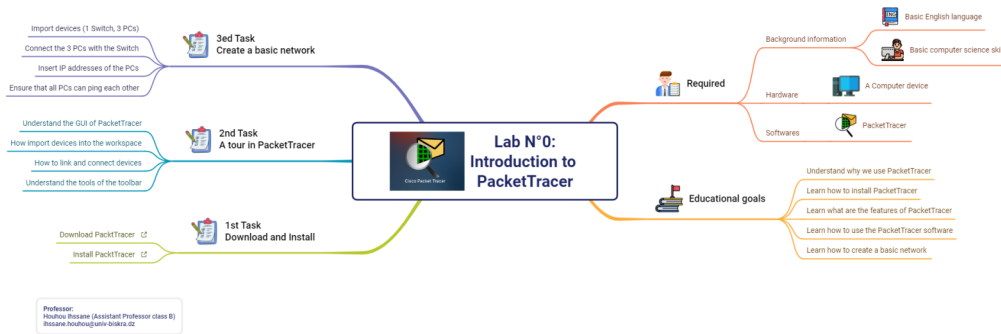 Lab N°0:
Introduction to
PacketTracer
Cisco Packet Tracer
Required
Background information
Basic English language
Basic computer science ski
Hardware
A Computer device
Softwares
PacketTracer
Educational goals
Understand why we use PacketTracer
Learn how to install PacketTracer
Learn what are the features of PacketTracer
Learn how to use the PacketTracer software
Learn how to create a basic network
1st Task
Download and Install
Download PacktTracer
Install PacktTracer
2nd Task
A tour in PacketTracer
Understand the GUI of PacketTracer
How import devices into the workspace
How to link and connect devices
Understand the tools of the toolbar
3ed Task
Create a basic network
Import devices (1 Switch, 3 PCs)
Connect the 3 PCs with the Switch
Insert IP addresses of the PCs
Ensure that all PCs can ping each other
Professor:
Houhou Ihssane (Assistant Professor class B)
ihssane.houhou@univ-biskra.dz